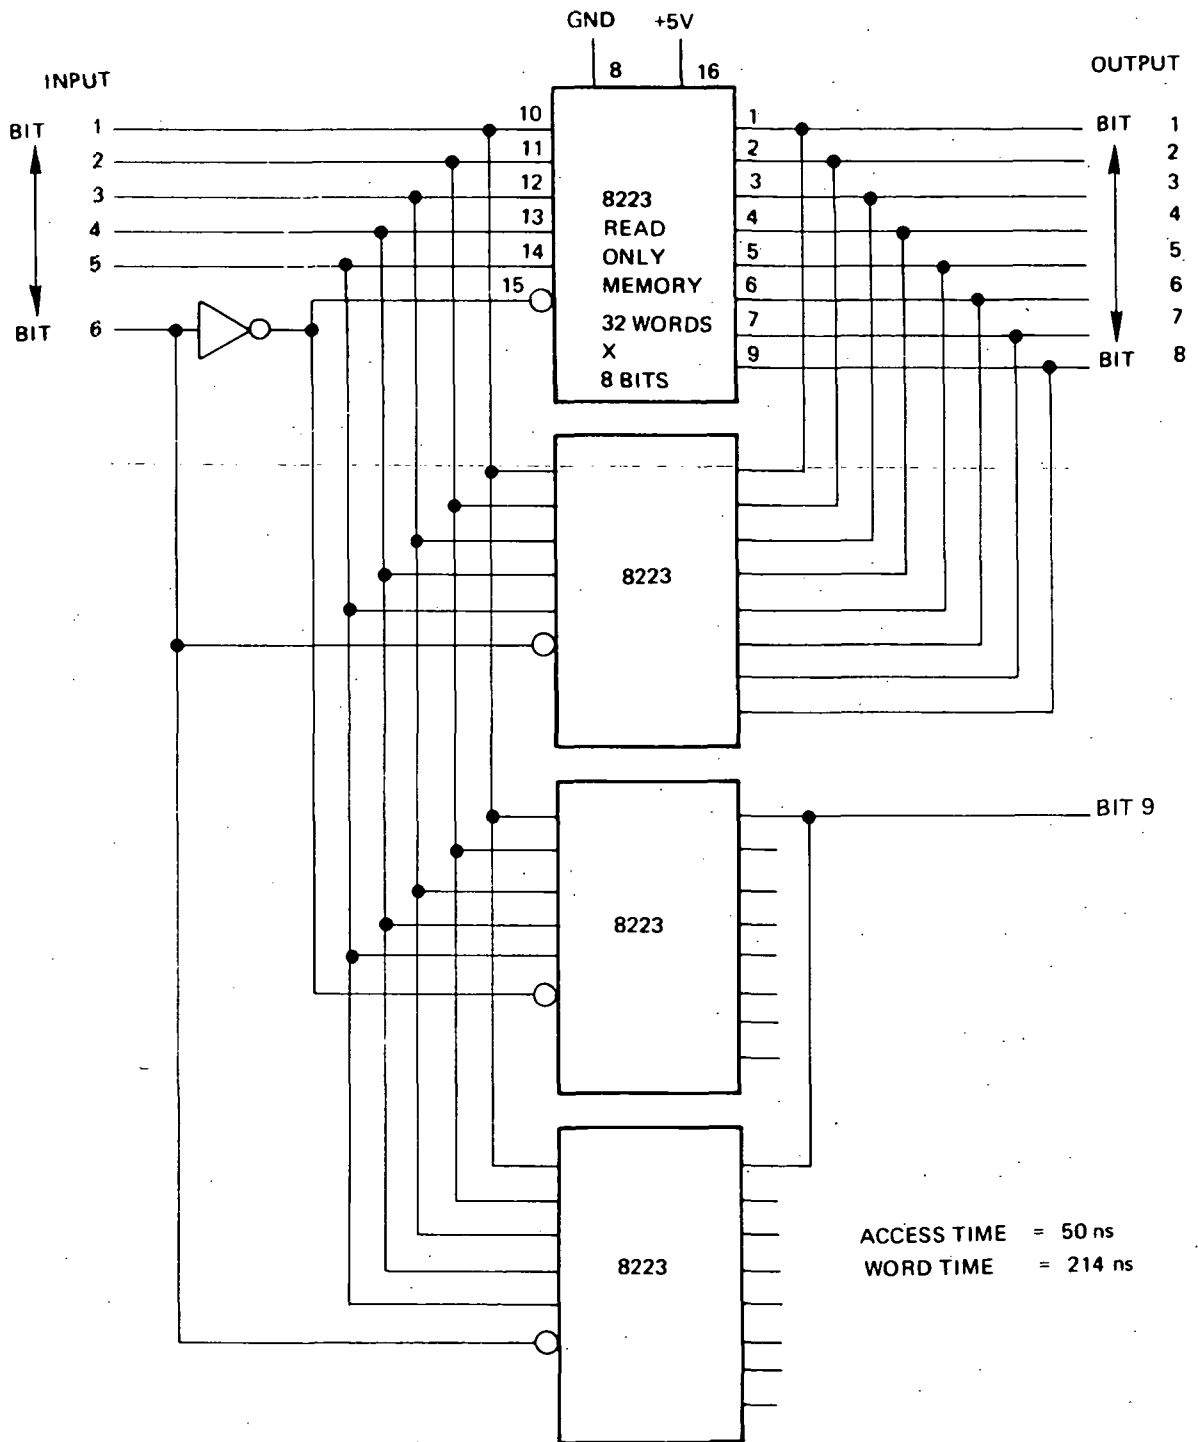 GND +5V
8 16
INPUT
OUTPUT
BIT 1 10 1 BIT 1
2 11 2 2
3 12 3 3
4 13 4 4
5 14 5 5
15 6 6
BIT 6 7 7
9 BIT 8
8223
READ
ONLY
MEMORY
32 WORDS
X
8 BITS
8223
BIT 9
8223
8223
ACCESS TIME = 50 ns
WORD TIME = 214 ns